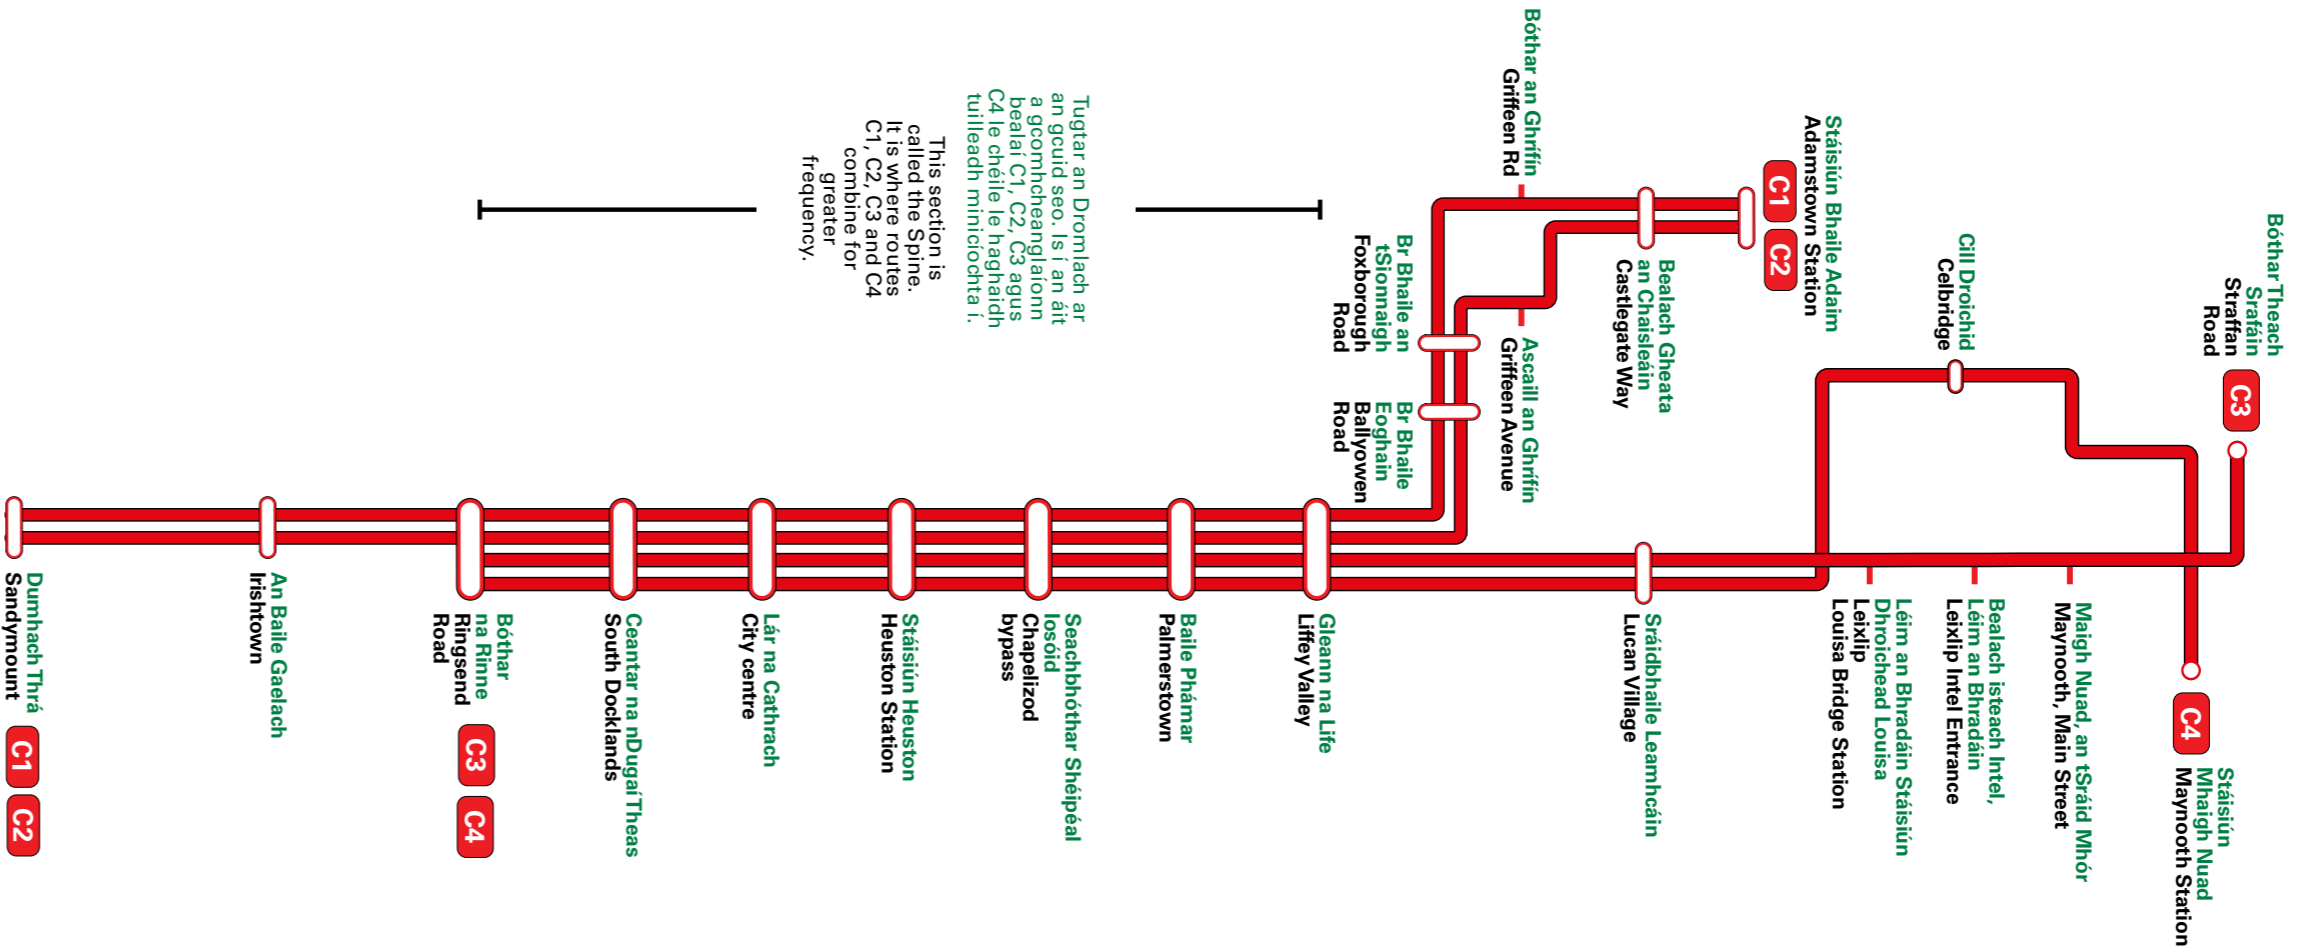 Bóthar Theach
Srafáin
Straffan
Road
C3
Stáisiún
Mhaigh Nuad
Maynooth Station
C4
Maigh Nuad, an tSráid Mhór
Maynooth, Main Street
Cill Droichid
Celbridge
Bealach isteach Intel,
Léim an Bhradáin
Leixlip Intel Entrance
Léim an Bhradáin Stáisiún
Dhroichead Louisa
Leixlip
Louisa Bridge Station
Stáisiún Bhaile Adaim
Adamstown Station
C1 C2
Bealach Gheata
an Chaisleáin
Castlegate Way
Sráidbhaile Leamhcáin
Lucan Village
Bóthar an Ghrífín
Griffeen Rd
Ascaill an Ghrífín
Griffeen Avenue
Br Bhaile an
tSionnaigh
Foxborough
Road
Br Bhaile
Eoghain
Ballyowen
Road
Gleann na Life
Liffey Valley
Baile Phámar
Palmerstown
Tugtar an Dromlach ar
an gcuid seo. Is í an áit
a gcomhcheanglaíonn
bealaí C1, C2, C3 agus
C4 le chéile le haghaidh
tuilleadh minicíochta í.
This section is
called the Spine.
It is where routes
C1, C2, C3 and C4
combine for
greater
frequency.
Seachbhóthar Shéipéal
Iosóid
Chapelizod
bypass
Stáisiún Heuston
Heuston Station
Lár na Cathrach
City centre
Ceantar na nDugaí Theas
South Docklands
Bóthar
na Rinne
Ringsend
Road
C3 C4
An Baile Gaelach
Irishtown
Dumhach Thrá
Sandymount
C1 C2